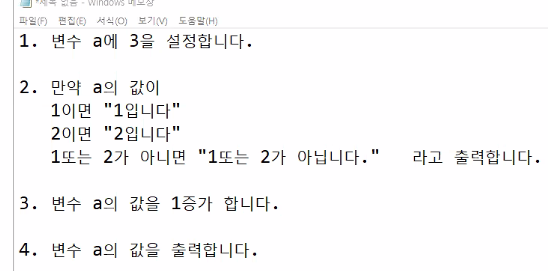 *제목 없음 - Windows 메모장
파일(F) 편집(E) 서식(O) 보기(V) 도움말(H)
1. 변수 a에 3을 설정합니다.
2. 만약 a의 값이
1이면 "1입니다"
2이면 "2입니다"
1또는 2가 아니면 "1또는 2가 아닙니다." 라고 출력합니다.
3. 변수 a의 값을 1증가 합니다.
4. 변수 a의 값을 출력합니다.